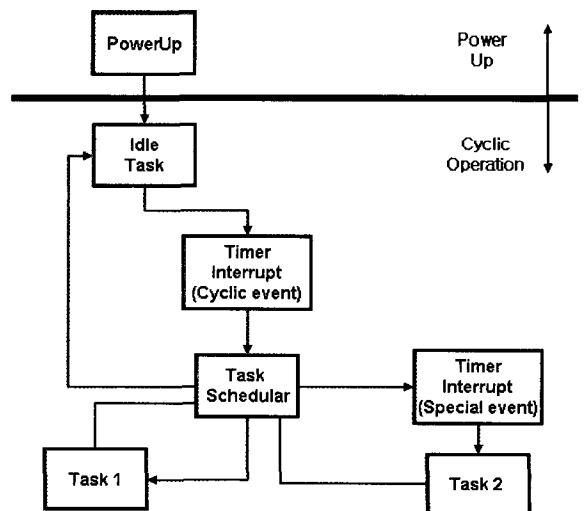 PowerUp
Power
Up
Idle
Task
Cyclic
Operation
Timer
Interrupt
(Cyclic event)
Task
Schedular
Timer
Interrupt
(Special event)
Task 1
Task 2